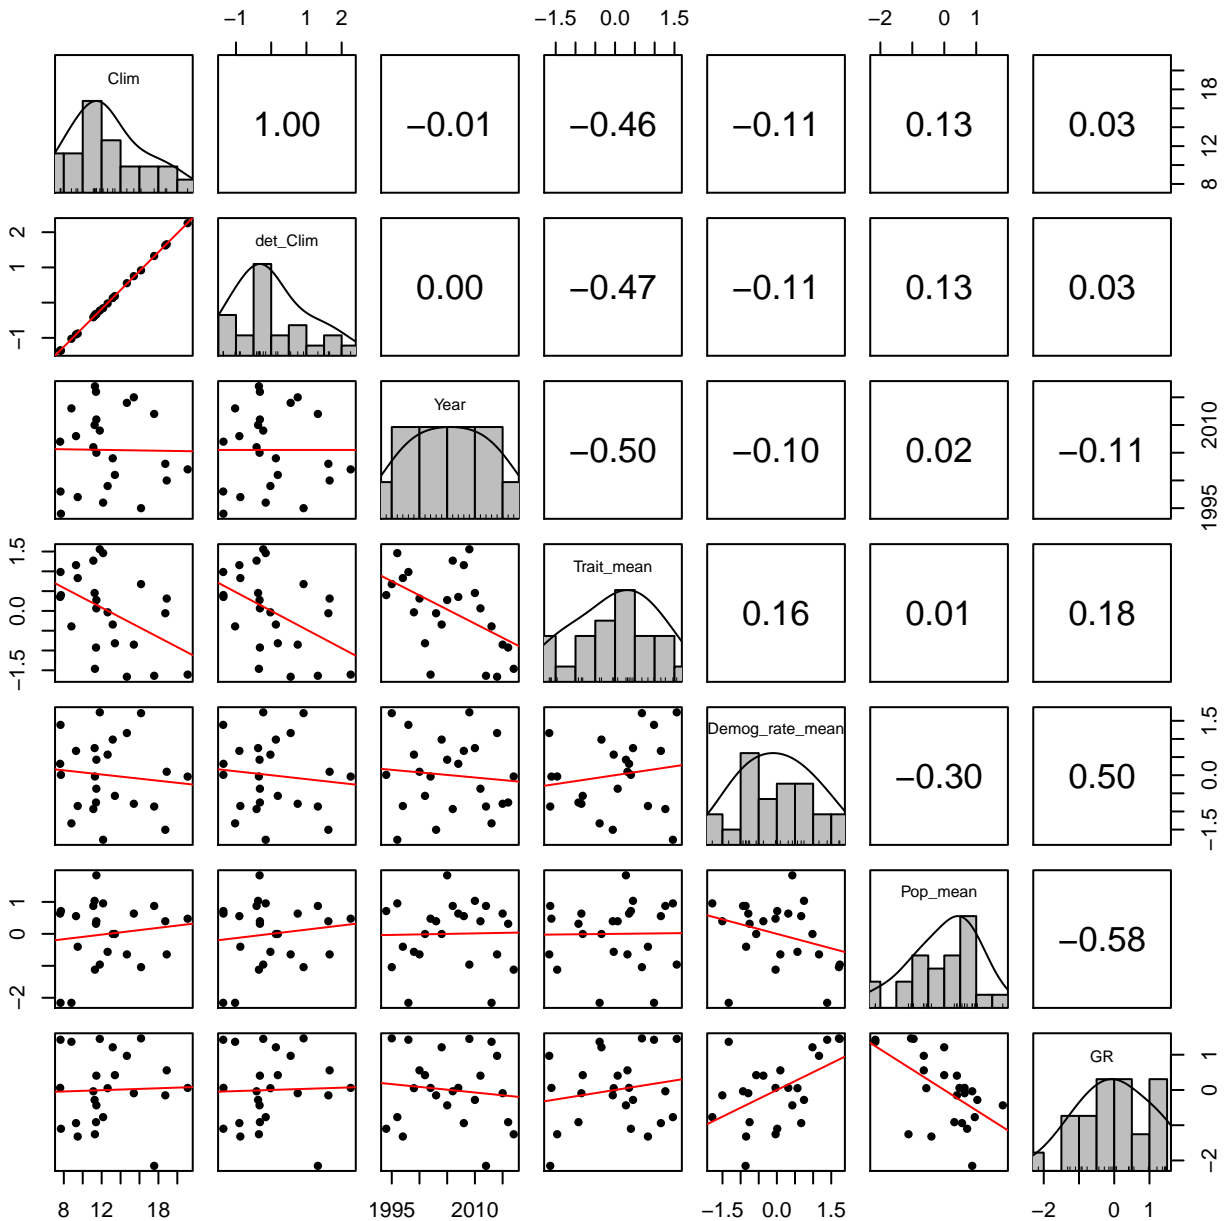 −1 1 2 −1.5 0.0 1.5 −2 0 1
Clim 1.00 −0.01 −0.46 −0.11 0.13 0.03 8 12 18
−1 1 2 det_Clim 0.00 −0.47 −0.11 0.13 0.03
Year −0.50 −0.10 0.02 −0.11 1995 2010
−1.5 0.0 1.5 Trait_mean 0.16 0.01 0.18
Demog_rate_mean −0.30 0.50 −1.5 0.0 1.5
−2 0 1 Pop_mean −0.58
GR −2 0 1
8 12 18 1995 2010 −1.5 0.0 1.5 −2 0 1